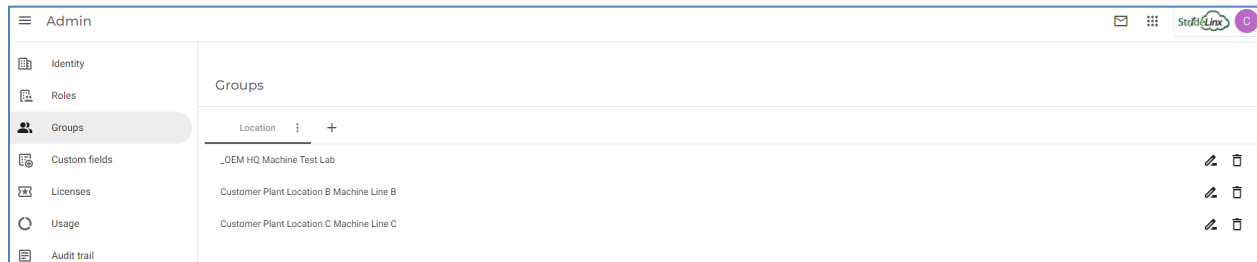 Admin
StrideLinx
C
Identity
Groups
Roles
Groups
Location
Custom fields
_OEM HQ Machine Test Lab
Licenses
Customer Plant Location B Machine Line B
Usage
Customer Plant Location C Machine Line C
Audit trail